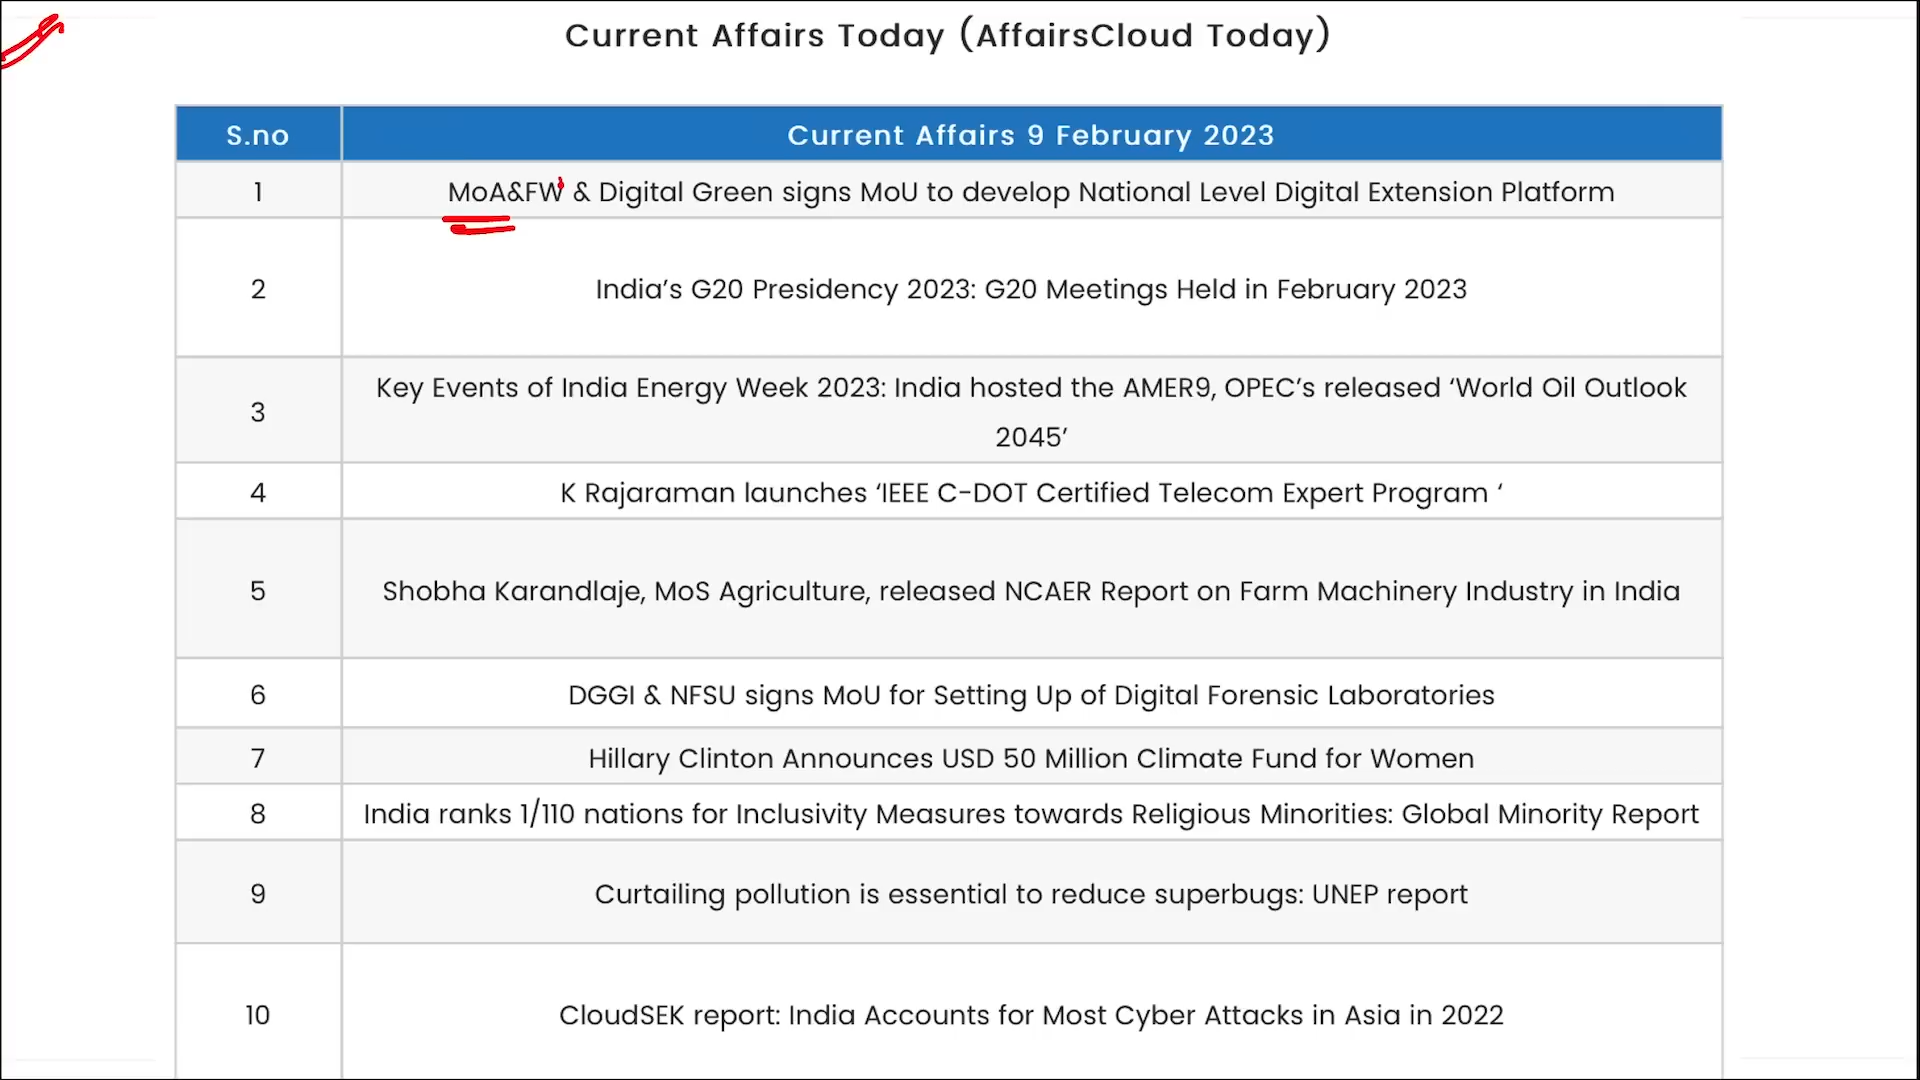 Current Affairs Today (AffairsCloud Today)
S.no
Current Affairs 9 February 2023
1
MoA&FW & Digital Green signs MoU to develop National Level Digital Extension Platform
2
India’s G20 Presidency 2023: G20 Meetings Held in February 2023
3
Key Events of India Energy Week 2023: India hosted the AMER9, OPEC’s released ‘World Oil Outlook
2045’
4
K Rajaraman launches ‘IEEE C-DOT Certified Telecom Expert Program ‘
5
Shobha Karandlaje, MoS Agriculture, released NCAER Report on Farm Machinery Industry in India
6
DGGI & NFSU signs MoU for Setting Up of Digital Forensic Laboratories
7
Hillary Clinton Announces USD 50 Million Climate Fund for Women
8
India ranks 1/110 nations for Inclusivity Measures towards Religious Minorities: Global Minority Report
9
Curtailing pollution is essential to reduce superbugs: UNEP report
10
CloudSEK report: India Accounts for Most Cyber Attacks in Asia in 2022